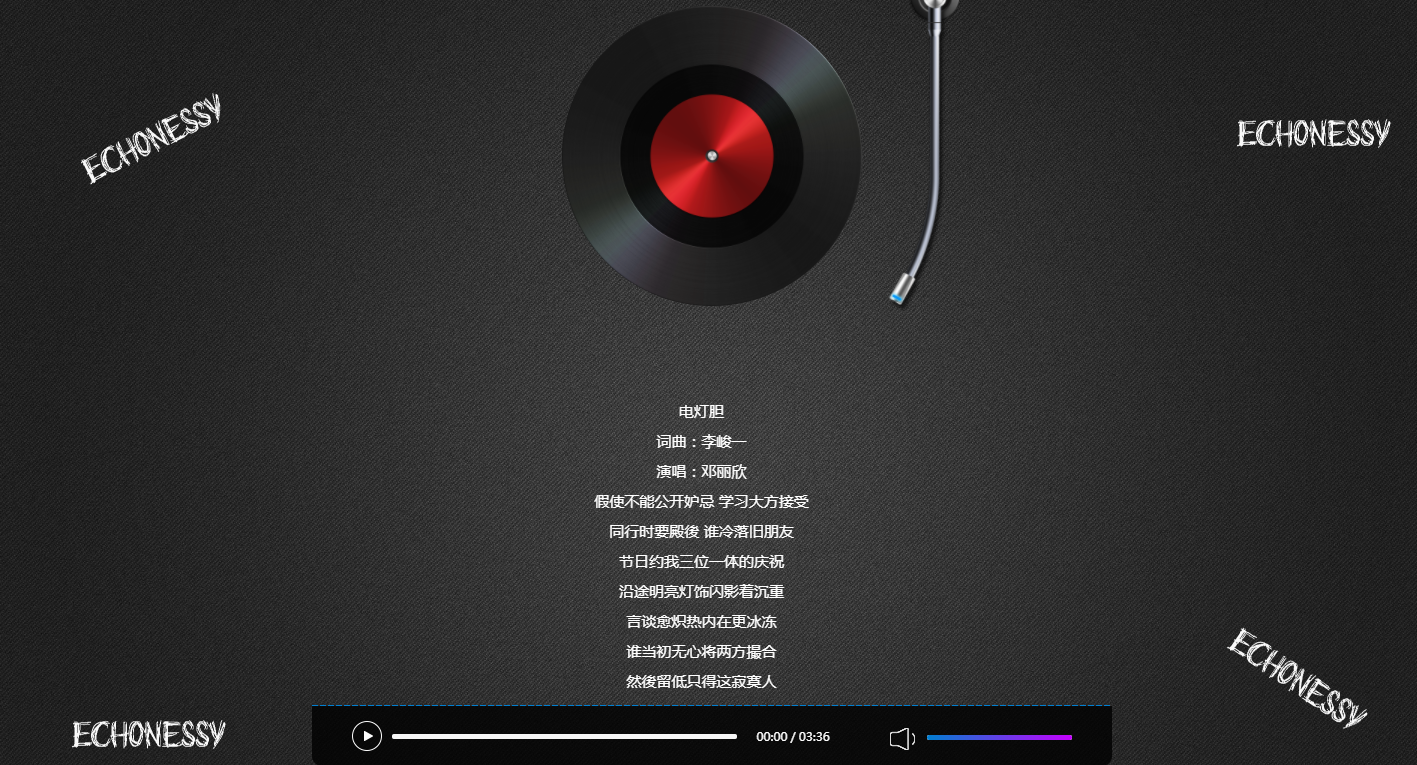 ECHONESSY
ECHONESSY
电灯胆
词曲：李峻一
演唱：邓丽欣
假使不能公开妒忌 学习大方接受
同行时要殿後 谁冷落旧朋友
节日约我三位一体的庆祝
沿途明亮灯饰闪影着沉重
言谈愈炽热内在更冰冻
谁当初无心将两方撮合
然後留低只得这寂寞人
ECHONESSY
ECHONESSY
00:00 / 03:36